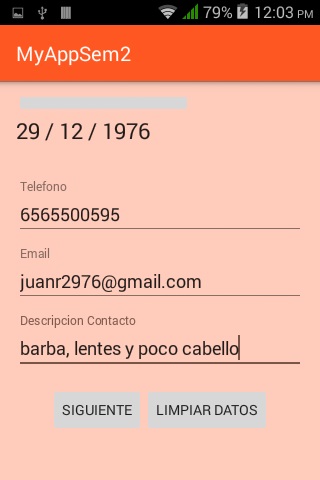 79% 12:03 PM
MyAppSem2
29 / 12 / 1976
Telefono
6565500595
Email
juanr2976@gmail.com
Descripcion Contacto
barba, lentes y poco cabello
SIGUIENTE LIMPIAR DATOS